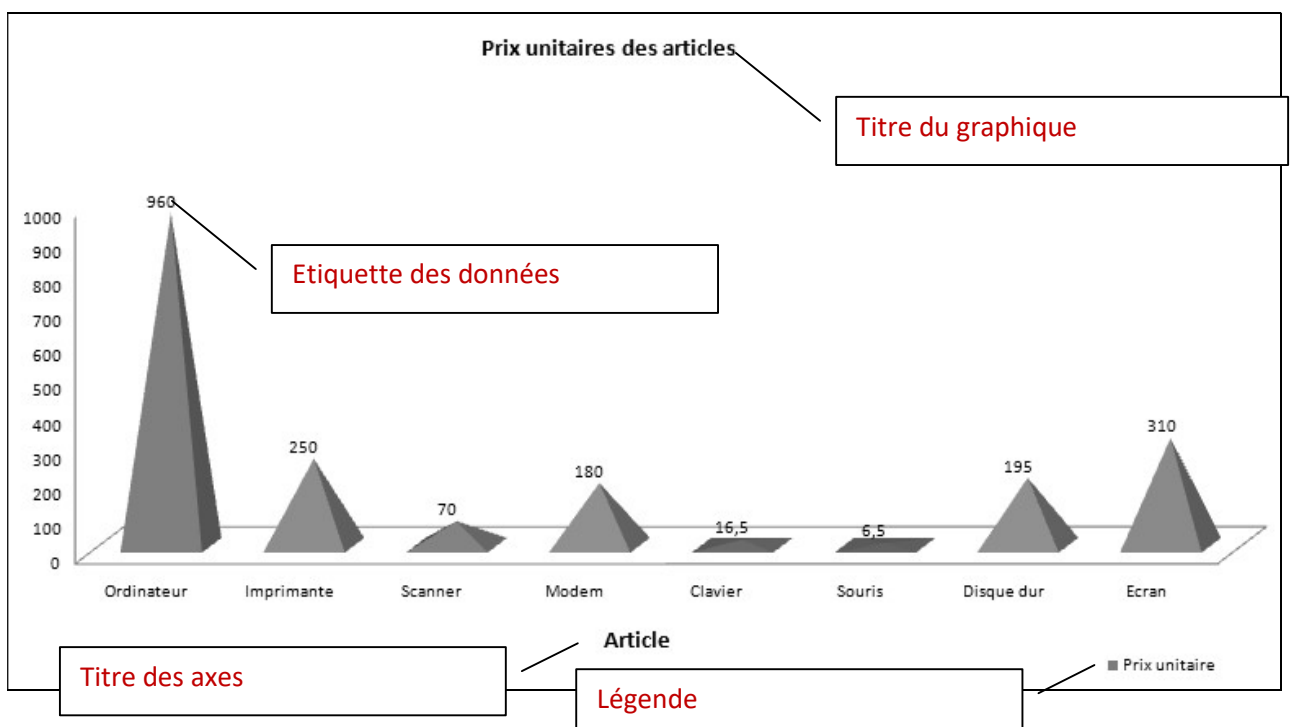 Prix unitaires des articles
Titre du graphique
960
1000
900
800
700
600
500
400
300
200
100
0
Etiquette des données
250
70
180
16,5
6,5
195
310
Ordinateur Imprimante Scanner Modem Clavier Souris Disque dur Ecran
Article
Titre des axes
Prix unitaire
Légende